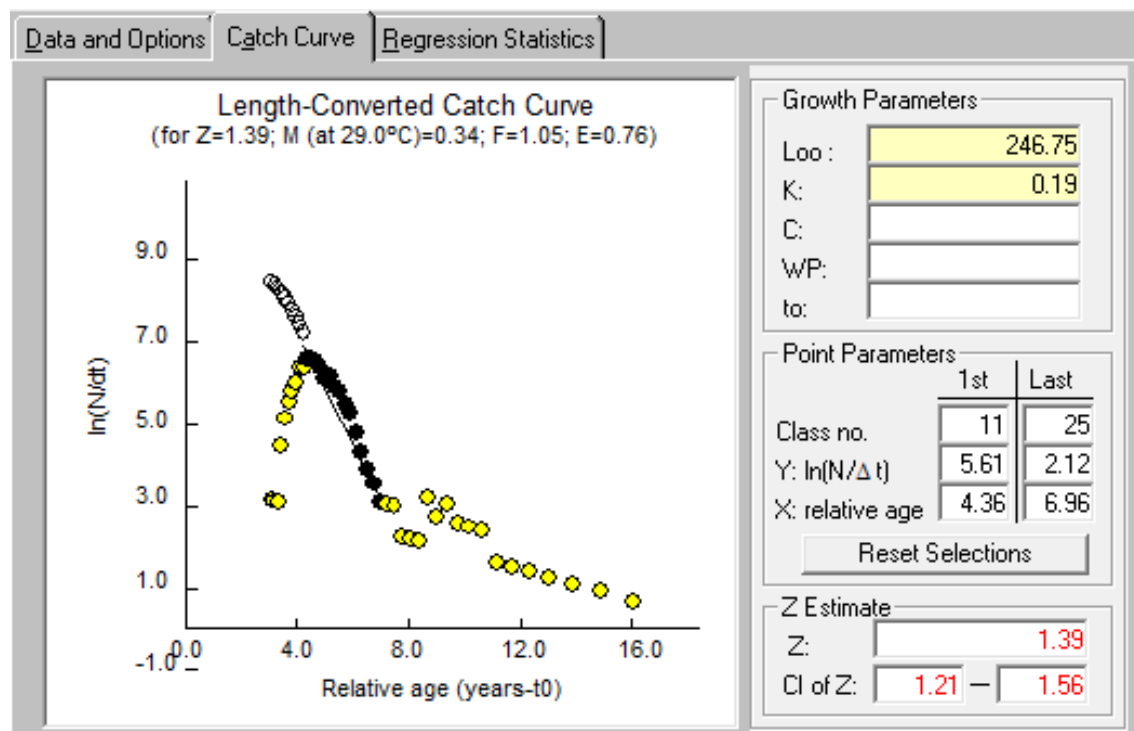 Data and Options Catch Curve Regression Statistics
Length-Converted Catch Curve
(for Z=1.39; M (at 29.0ºC)=0.34; F=1.05; E=0.76)
9.0
7.0
5.0
3.0
1.0
-1.0
ln(N/dt)
0.0 4.0 8.0 12.0 16.0
Relative age (years-t0)
Growth Parameters
Loo : 246.75
K: 0.19
C:
WP:
to:
Point Parameters
1st Last
Class no. 11 25
Y: ln(N/Δ t) 5.61 2.12
X: relative age 4.36 6.96
Reset Selections
Z Estimate
Z: 1.39
CI of Z: 1.21 — 1.56